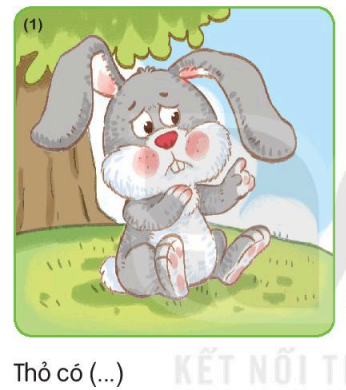 (1)
Thỏ có (...)
KẾT NỐI T